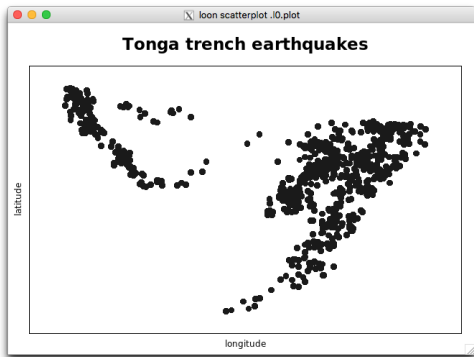 loon scatterplot .l0.plot
Tonga trench earthquakes
latitude
longitude